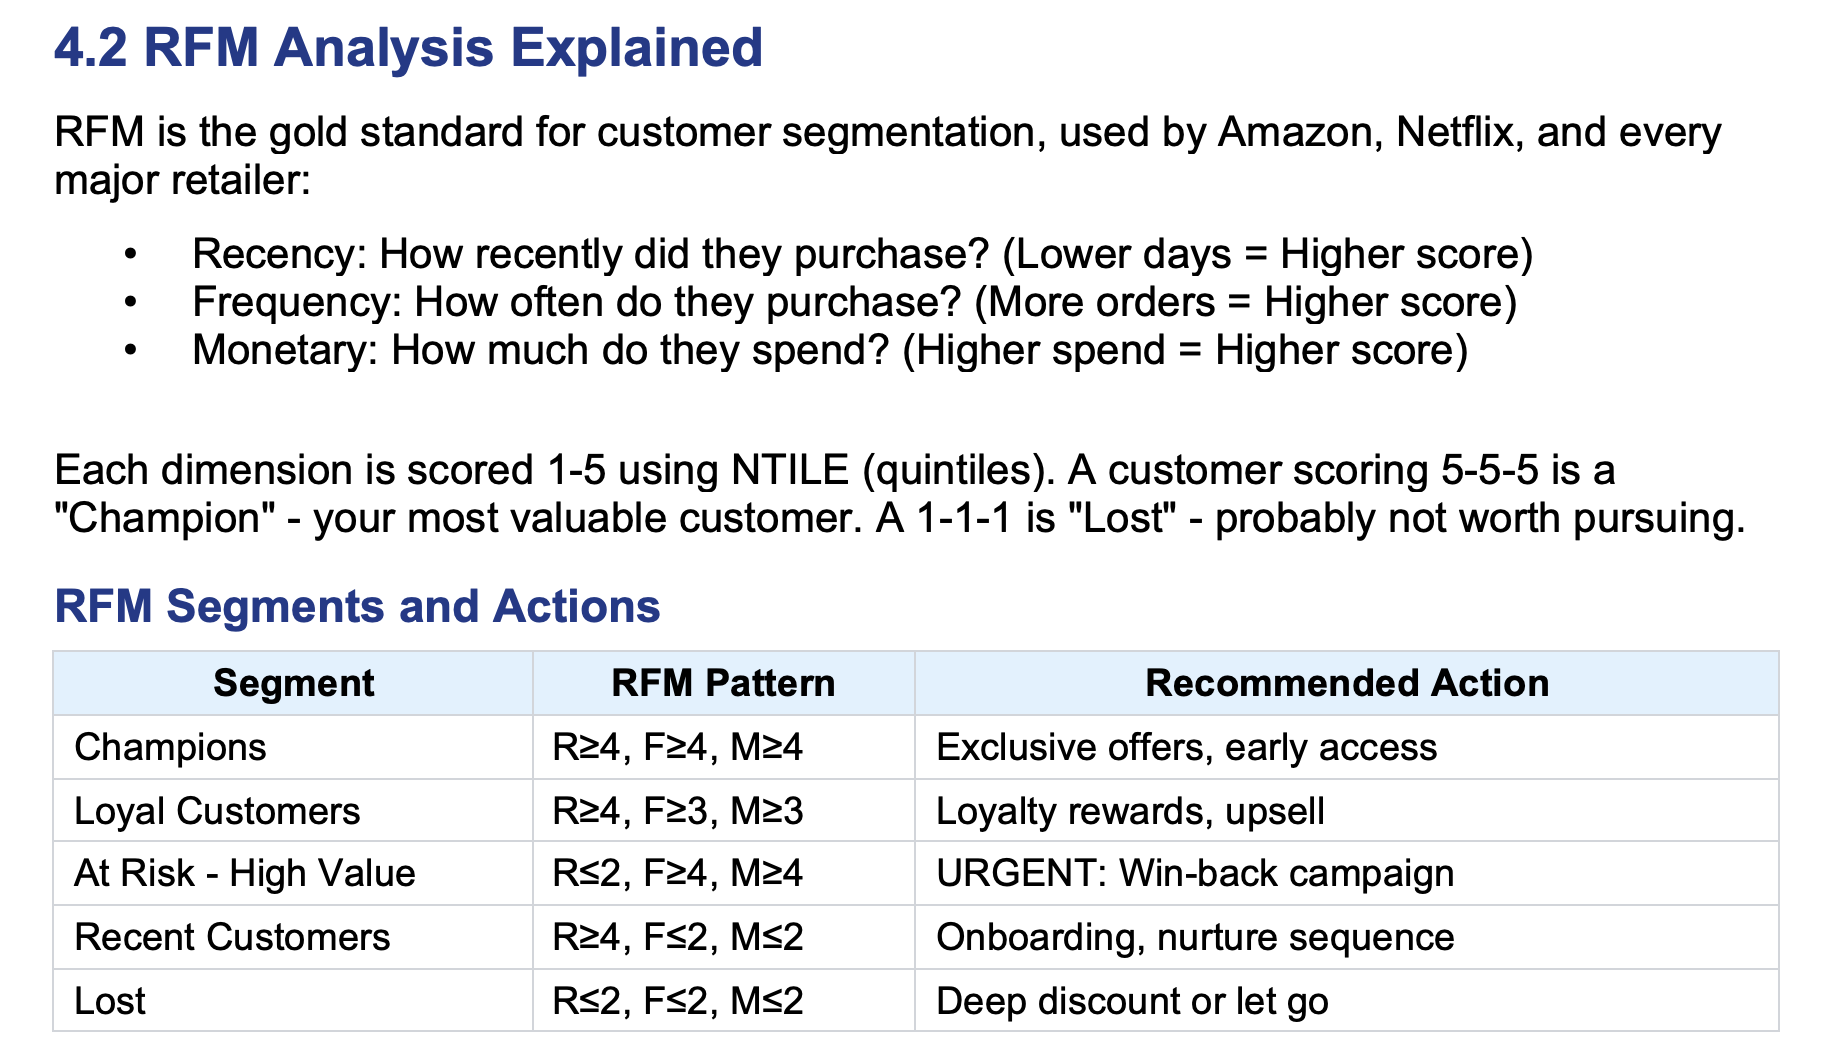 4.2 RFM Analysis Explained
RFM is the gold standard for customer segmentation, used by Amazon, Netflix, and every
major retailer:
• Recency: How recently did they purchase? (Lower days = Higher score)
• Frequency: How often do they purchase? (More orders = Higher score)
• Monetary: How much do they spend? (Higher spend = Higher score)
Each dimension is scored 1-5 using NTILE (quintiles). A customer scoring 5-5-5 is a
"Champion" - your most valuable customer. A 1-1-1 is "Lost" - probably not worth pursuing.
RFM Segments and Actions
Segment RFM Pattern Recommended Action
Champions R≥4, F≥4, M≥4 Exclusive offers, early access
Loyal Customers R≥4, F≥3, M≥3 Loyalty rewards, upsell
At Risk - High Value R≤2, F≥4, M≥4 URGENT: Win-back campaign
Recent Customers R≥4, F≤2, M≤2 Onboarding, nurture sequence
Lost R≤2, F≤2, M≤2 Deep discount or let go